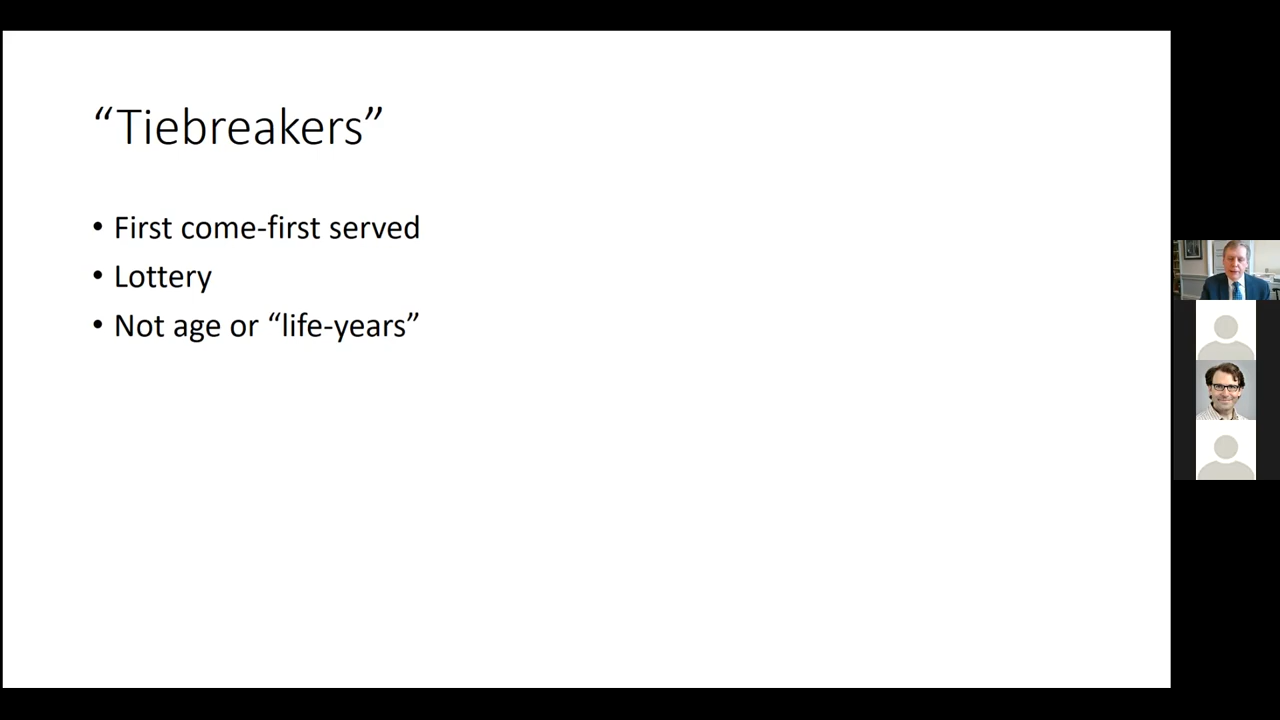 “Tiebreakers”
• First come-first served
• Lottery
• Not age or “life-years”